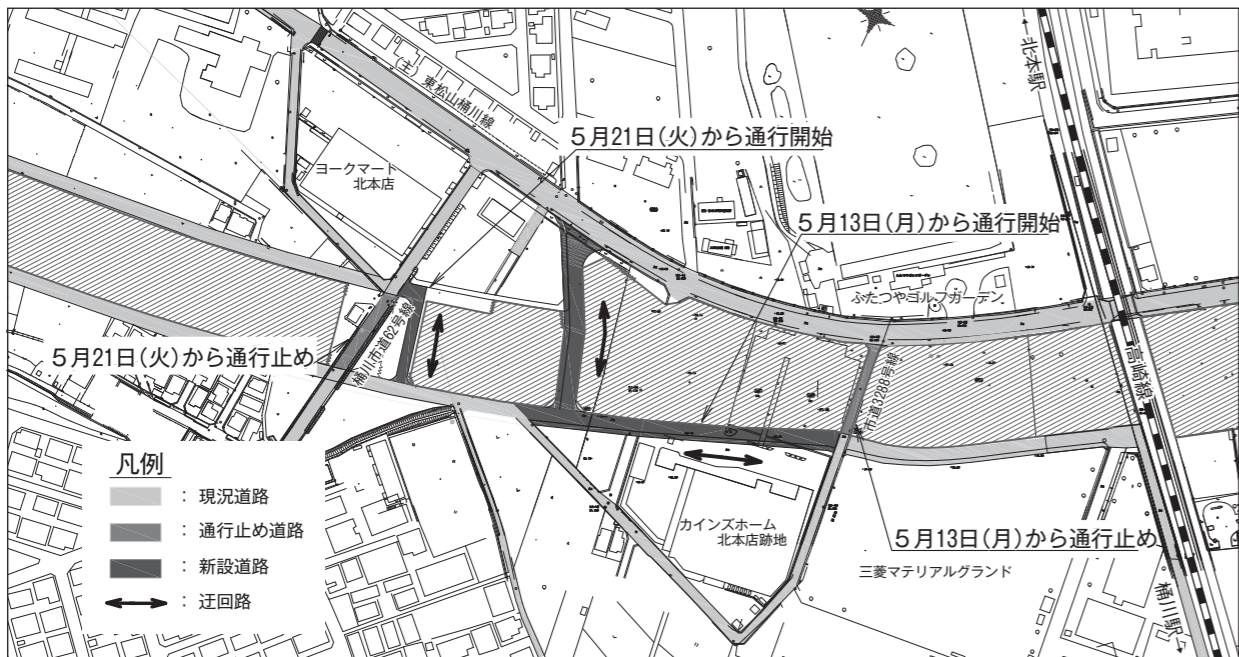 ←北本駅
(主)東松山桶川線
5月21日(火)から通行開始
ヨークマート
北本店
5月13日(月)から通行開始
ふたつやゴルフガーデン
5月21日(火)から通行止め
桶川市道62号線
市道3288号線
高崎線
凡例
: 現況道路
: 通行止め道路
: 新設道路
: 迂回路
カインズホーム
北本店跡地
5月13日(月)から通行止め
三菱マテリアルグランド
桶川駅→